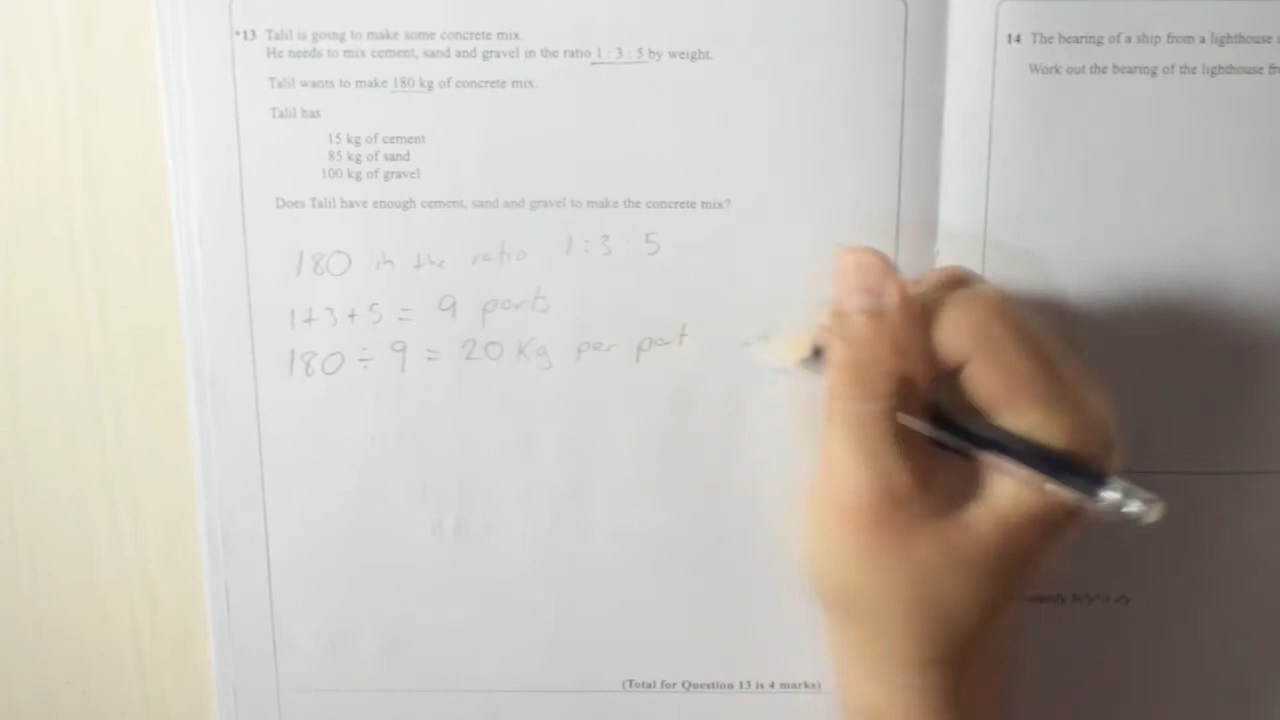 *13 Talil is going to make some concrete mix.
He needs to mix cement, sand and gravel in the ratio 1 : 3 : 5 by weight.
Talil wants to make 180 kg of concrete mix.
Talil has
15 kg of cement
85 kg of sand
100 kg of gravel
Does Talil have enough cement, sand and gravel to make the concrete mix?
180 in the ratio 1:3 5
1+3+5 = 9 parts
180 ÷ 9 = 20 Kg per part
(Total for Question 13 is 4 marks)
14 The bearing of a ship from a lighthouse
Work out the bearing of the lighthouse